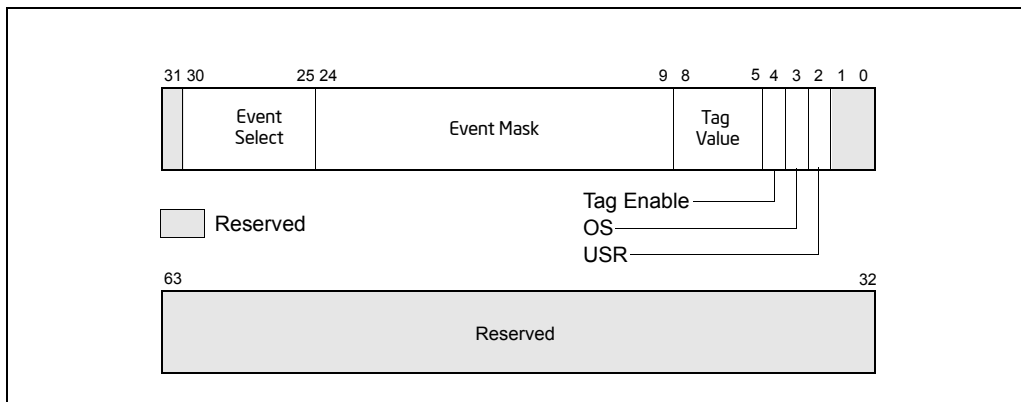 31 30 25 24 9 8 5 4 3 2 1 0
Event Select
Event Mask
Tag Value
Tag Enable
OS
USR
Reserved
63 32
Reserved